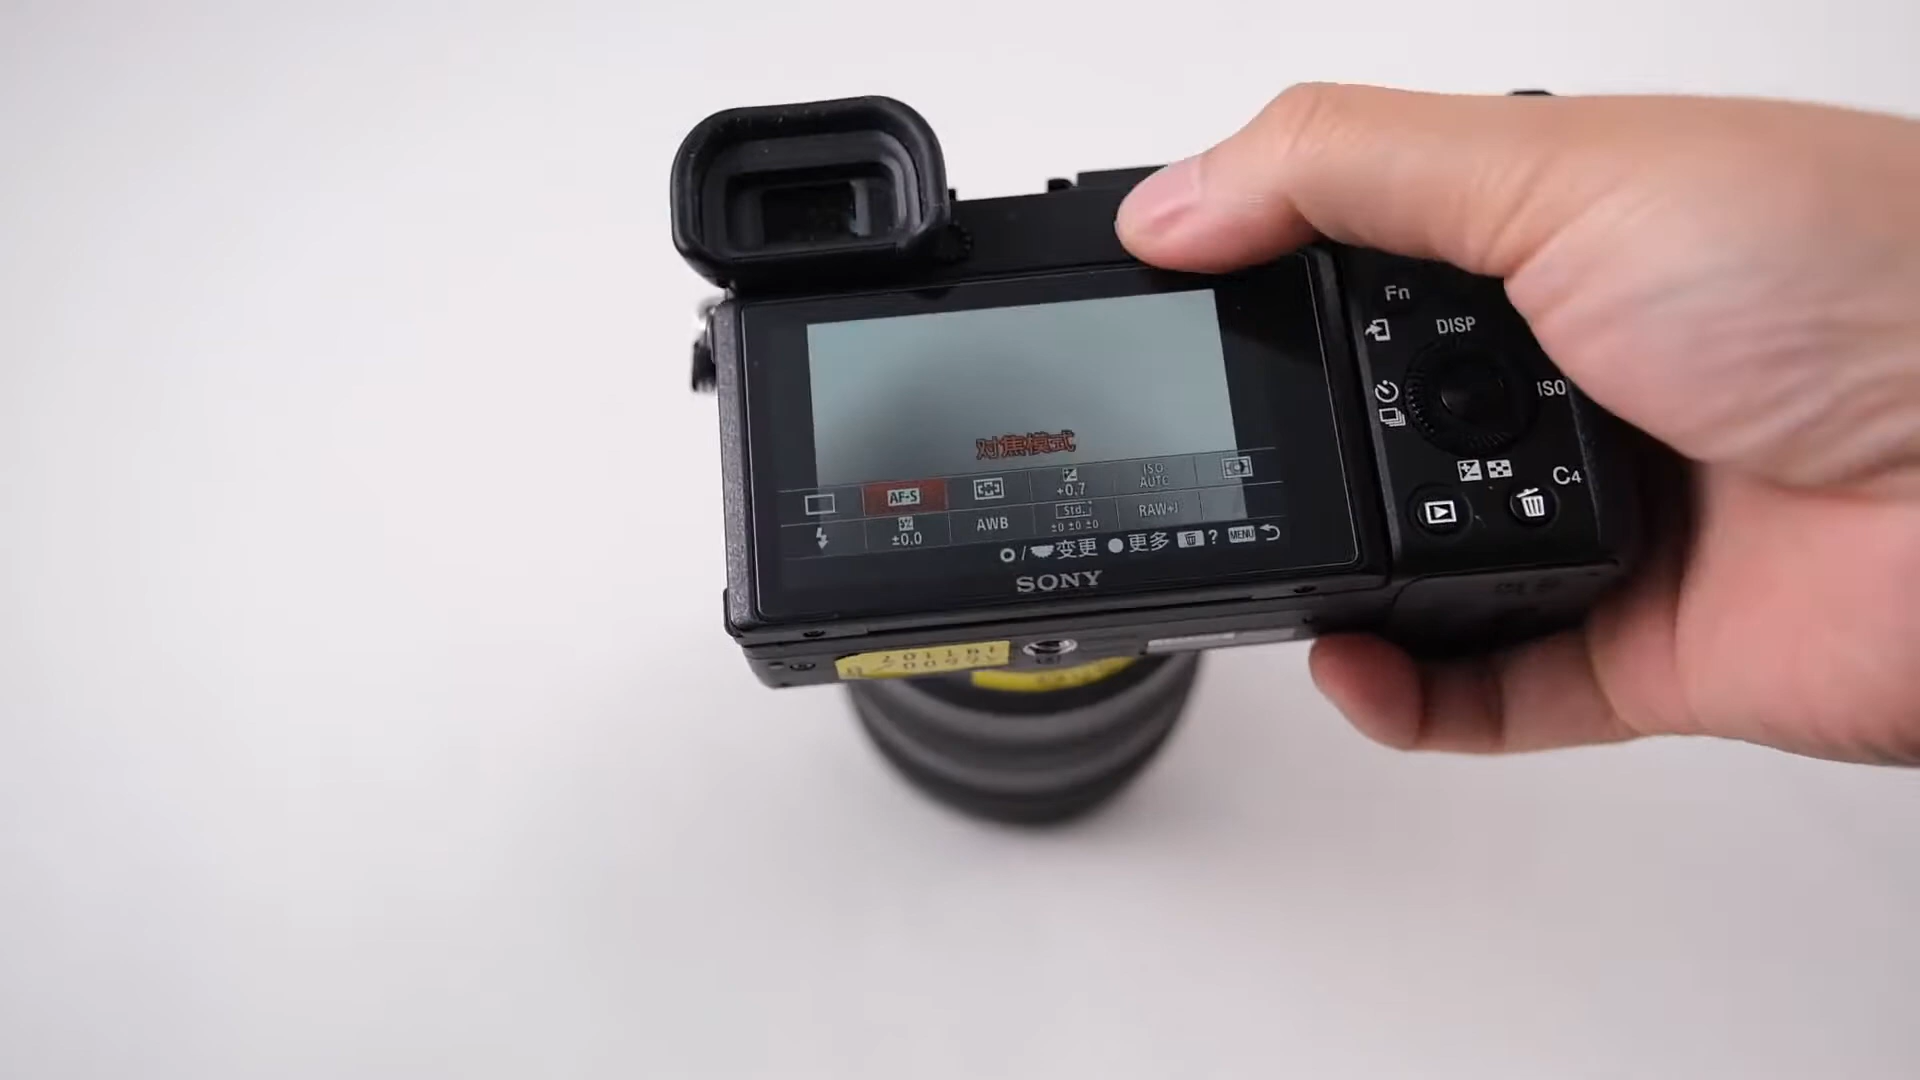 Fn
DISP
ISO
对焦模式
AF-S
+0.7
ISO AUTO
±0.0
AWB
Std.
±0 ±0 ±0
RAW+J
/ 变更 更多 ? MENU
C4
SONY